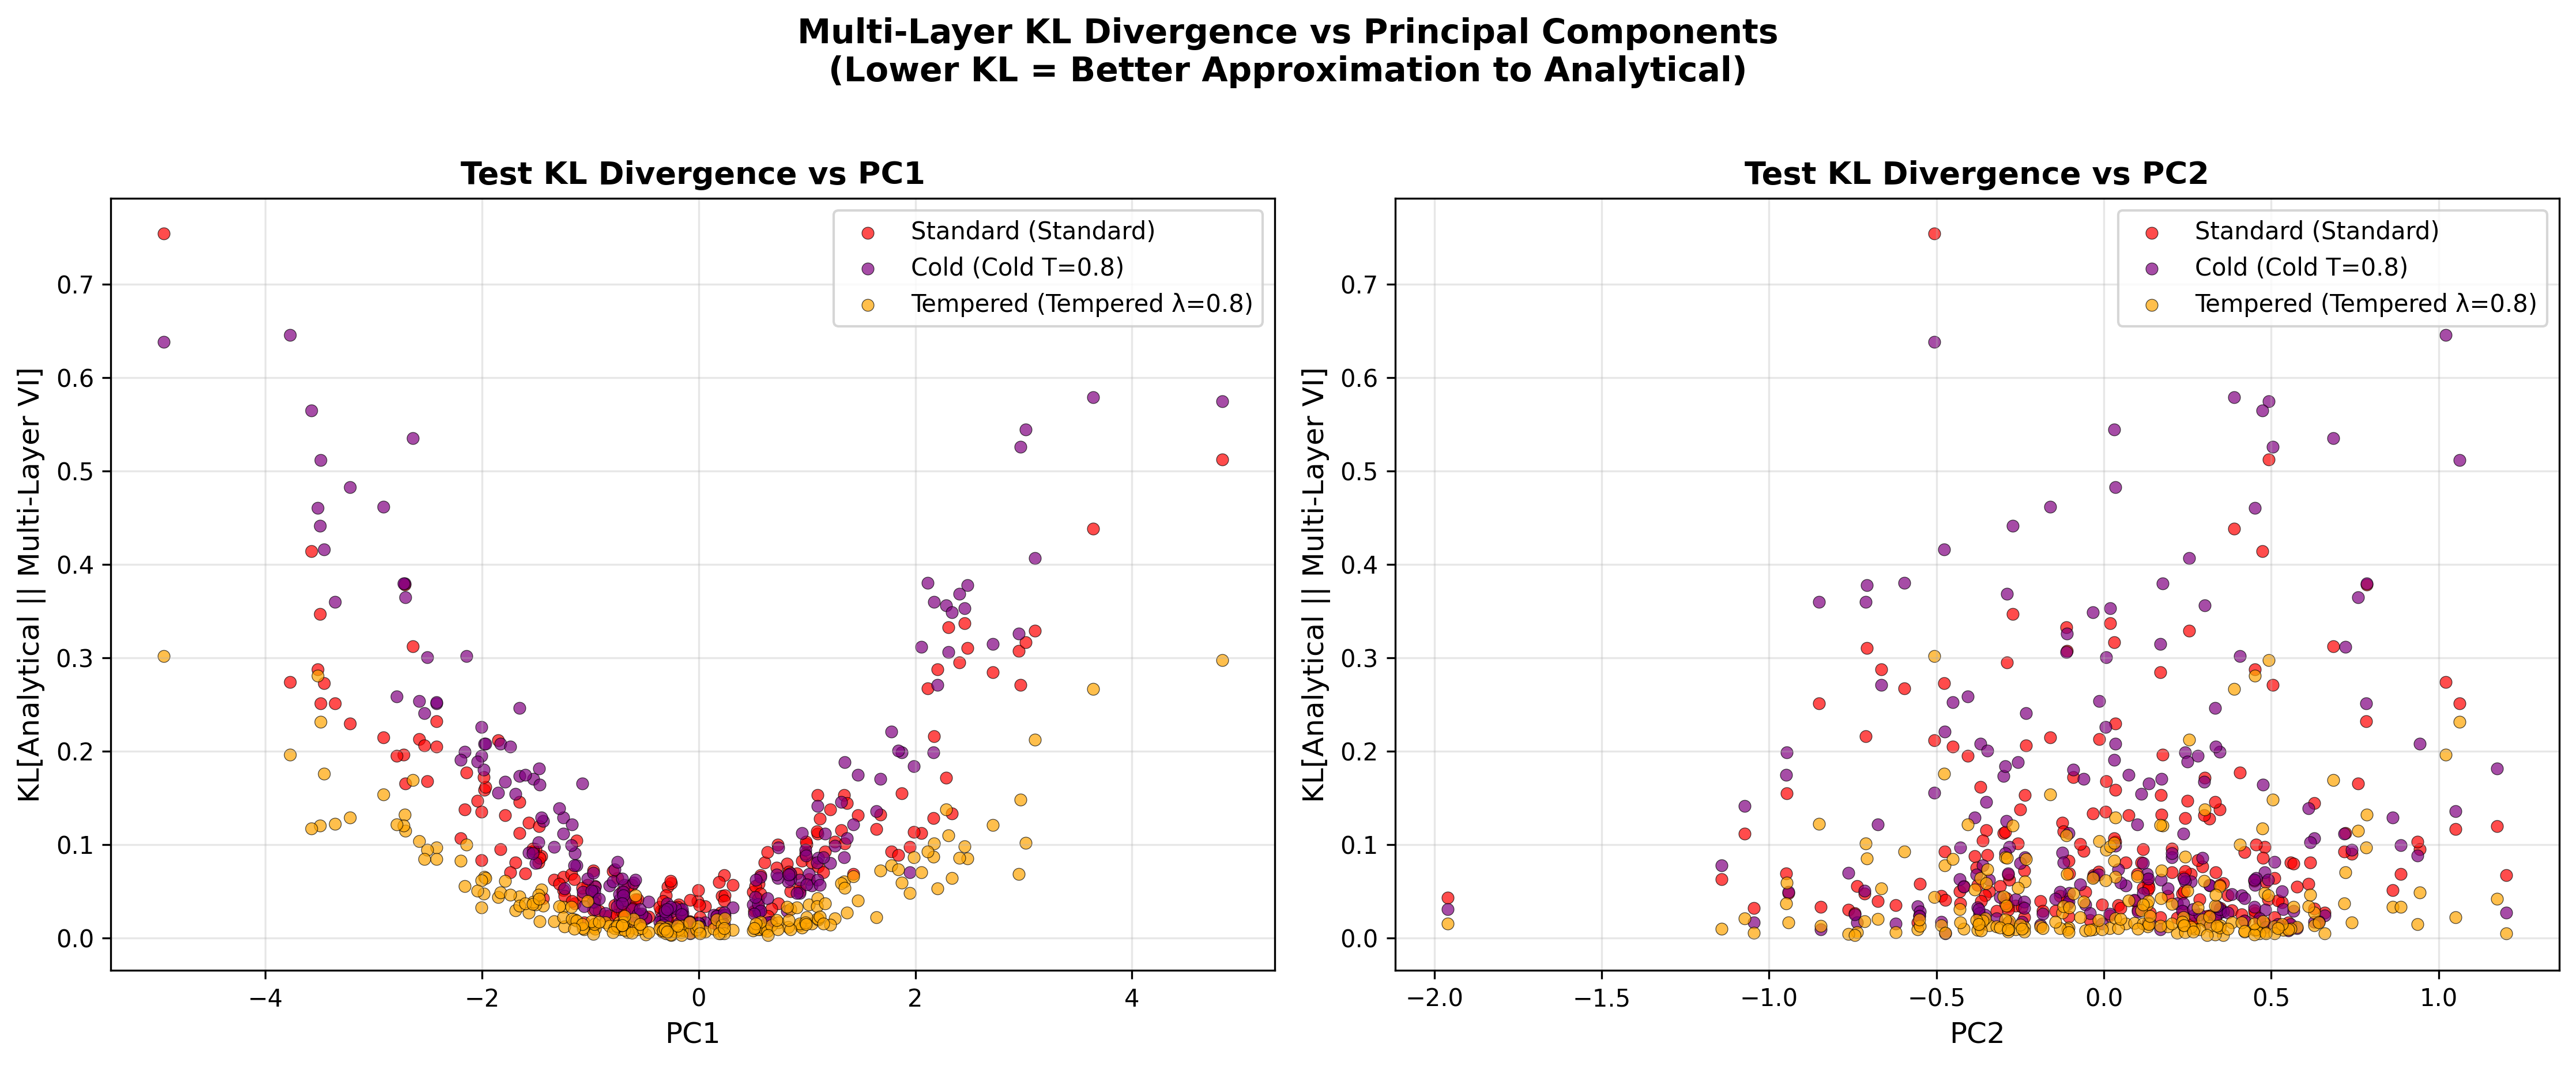 Multi-Layer KL Divergence vs Principal Components
(Lower KL = Better Approximation to Analytical)
Test KL Divergence vs PC1
KL[Analytical || Multi-Layer VI]
0.7
0.6
0.5
0.4
0.3
0.2
0.1
0.0
Standard (Standard)
Cold (Cold T=0.8)
Tempered (Tempered λ=0.8)
−4
−2
0
2
4
PC1
Test KL Divergence vs PC2
KL[Analytical || Multi-Layer VI]
0.7
0.6
0.5
0.4
0.3
0.2
0.1
0.0
Standard (Standard)
Cold (Cold T=0.8)
Tempered (Tempered λ=0.8)
−2.0
−1.5
−1.0
−0.5
0.0
0.5
1.0
PC2